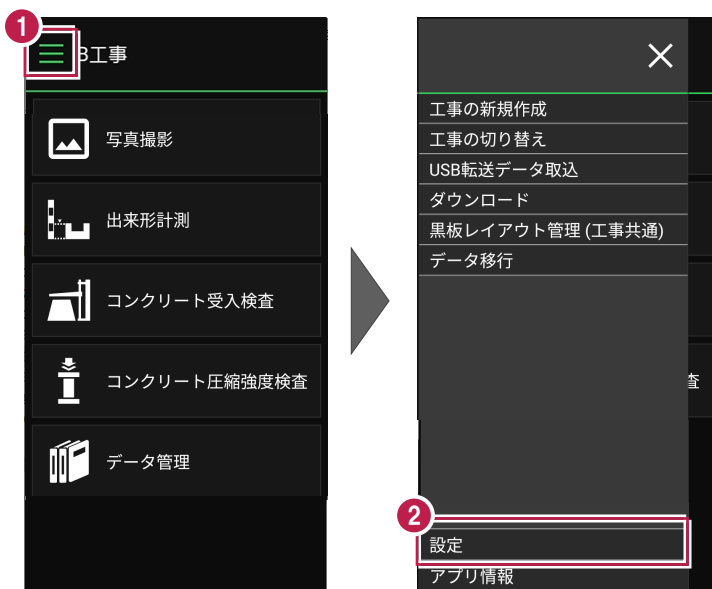 1
B工事
写真撮影
出来形計測
コンクリート受入検査
コンクリート圧縮強度検査
データ管理
工事の新規作成
工事の切り替え
USB転送データ取込
ダウンロード
黒板レイアウト管理 (工事共通)
データ移行
査
2
設定
アプリ情報